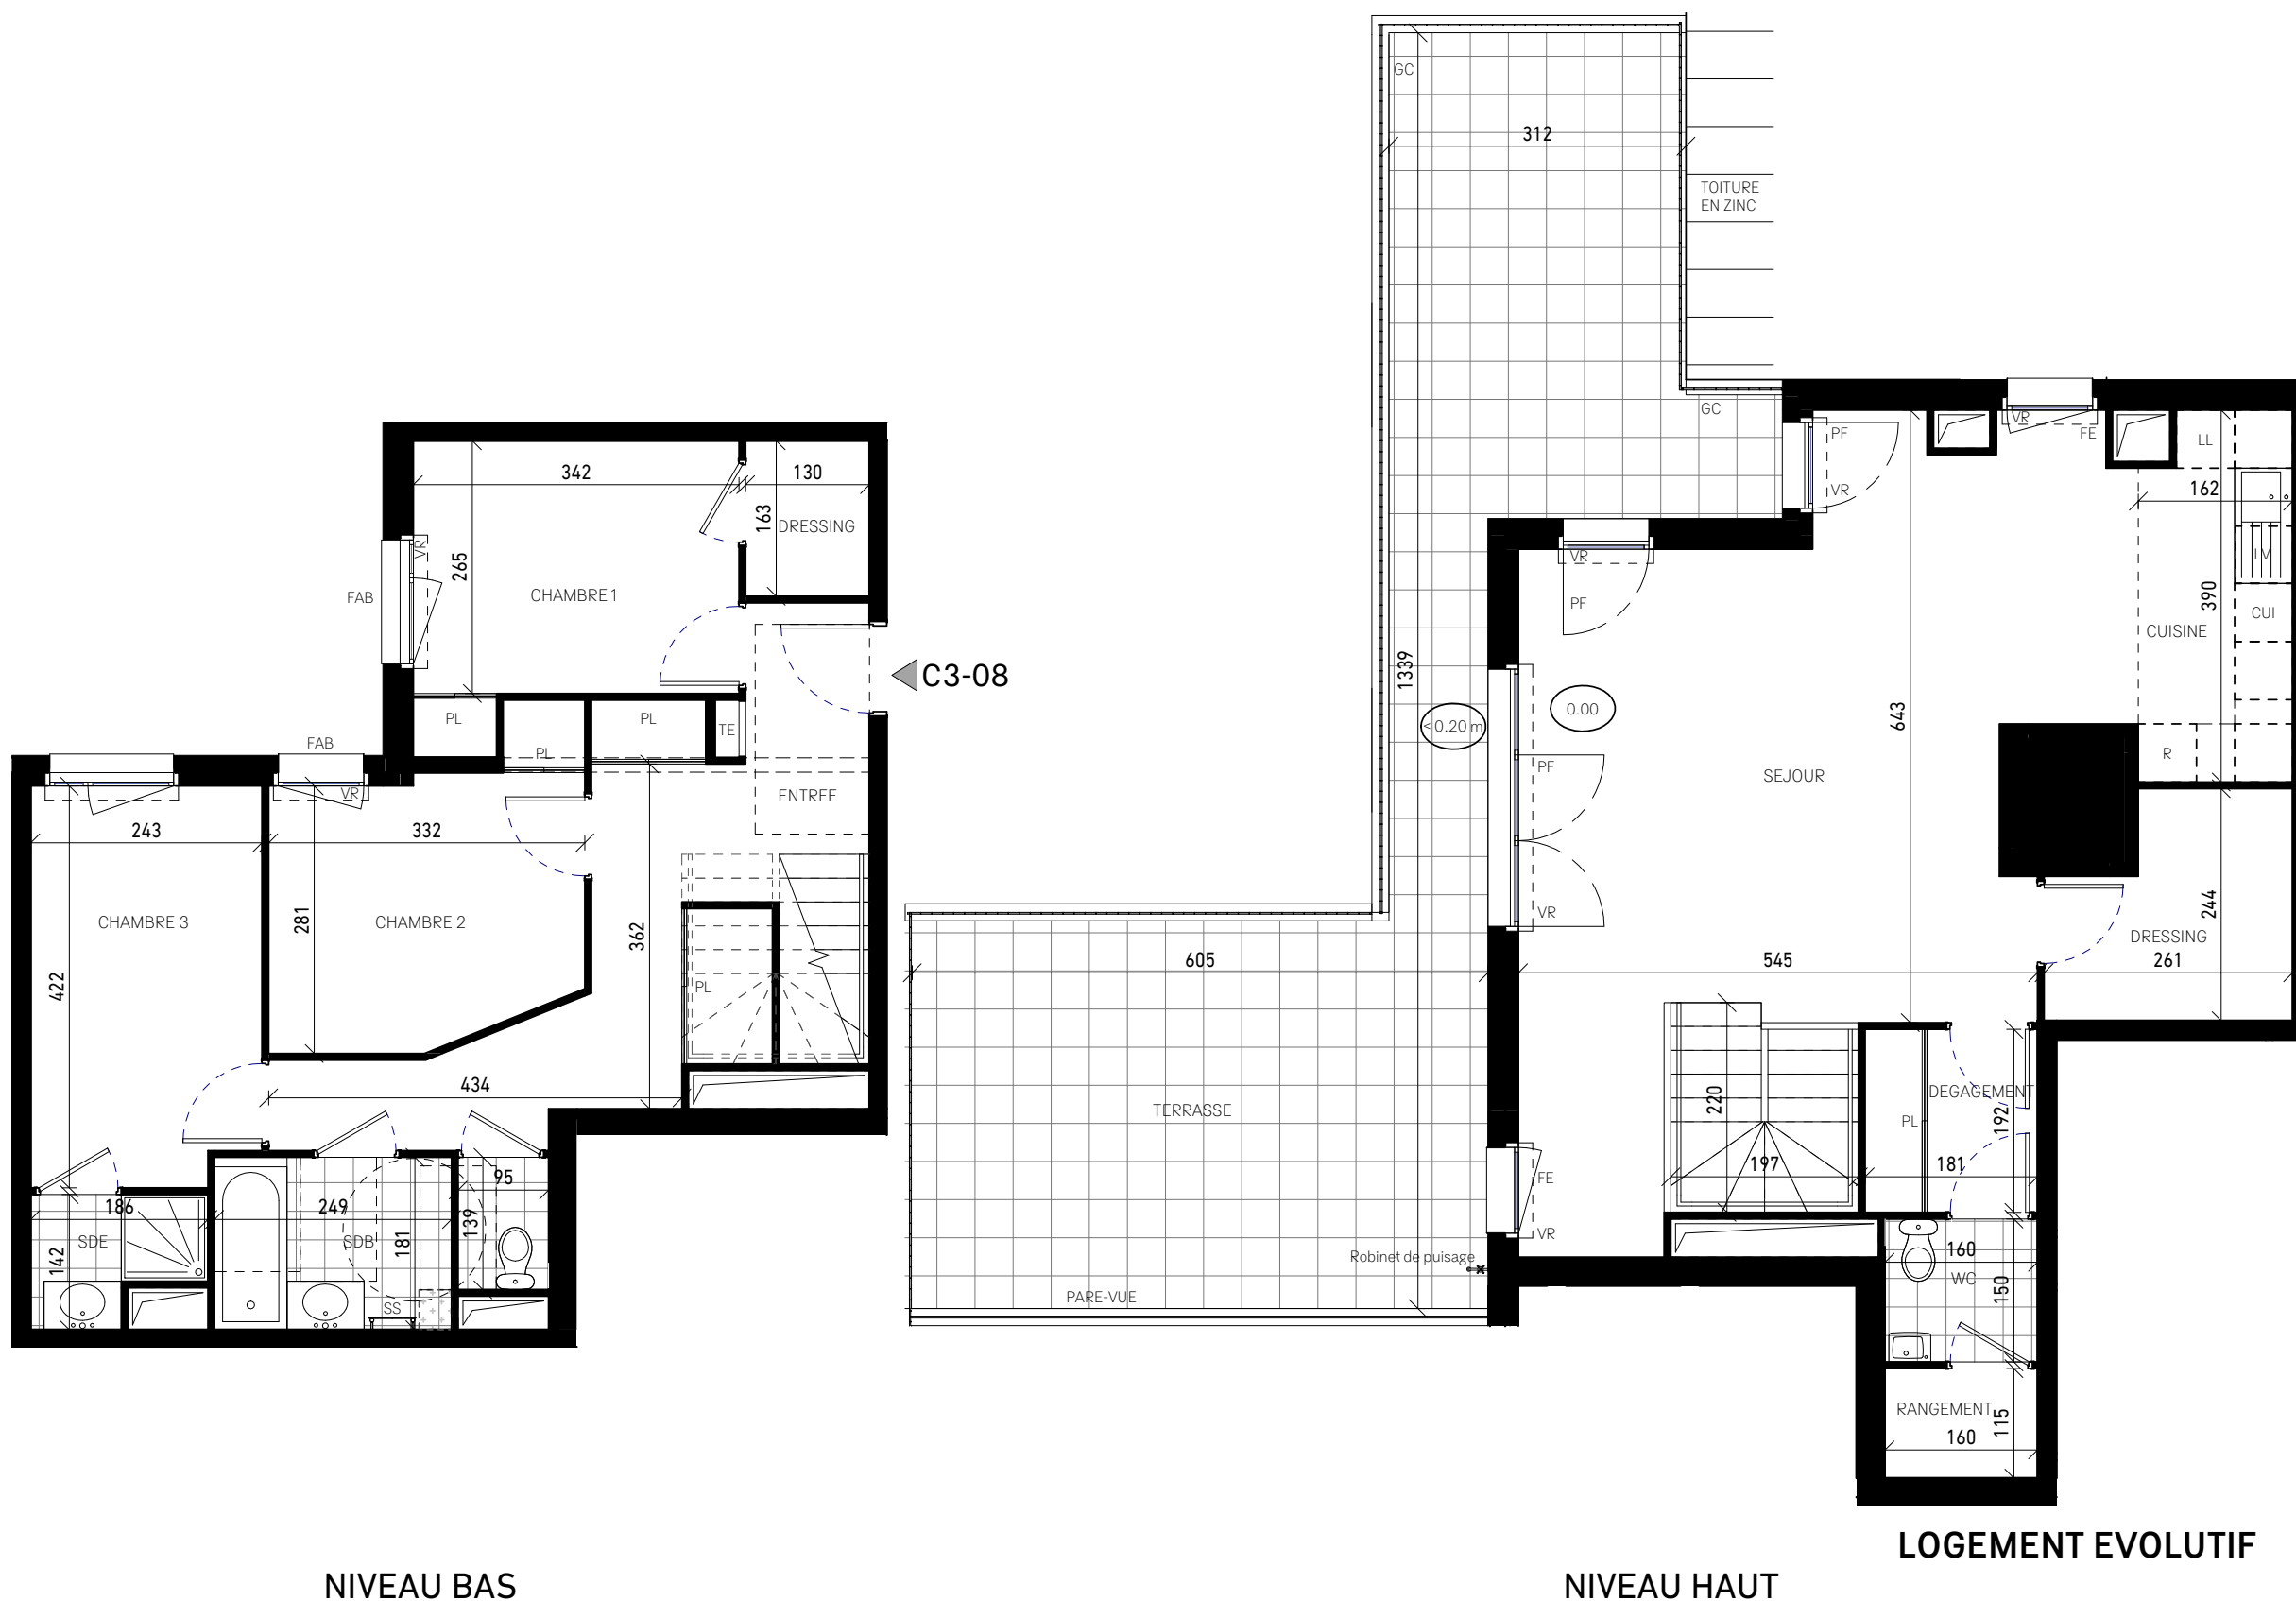 GC
312
TOITURE
EN ZINC
GC
342
130
163
DRESSING
265
VR
FAB
CHAMBRE 1
C3-08
PL
PL
PL
TE
FAB
VR
ENTREE
243
332
CHAMBRE 3
CHAMBRE 2
281
362
422
PL
434
95
186
249
139
SDE
SDB
181
142
SS
PF
VR
VR
FE
LL
162
LV
VR
PF
390
CUI
CUISINE
1339
< 0.20 m
0.00
643
R
PF
SEJOUR
VR
244
DRESSING
605
545
261
TERRASSE
220
DEGAGEMENT
PL
192
197
181
FE
VR
Robinet de puisage
PARE-VUE
160
WC
150
RANGEMENT
115
160
LOGEMENT EVOLUTIF
NIVEAU BAS
NIVEAU HAUT